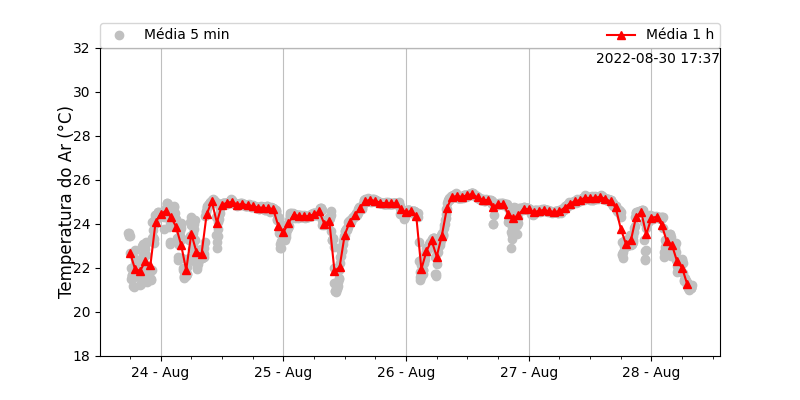 Média 5 min
Média 1 h
2022-08-30 17:37
Temperatura do Ar (°C)
32
30
28
26
24
22
20
18
24 - Aug
25 - Aug
26 - Aug
27 - Aug
28 - Aug